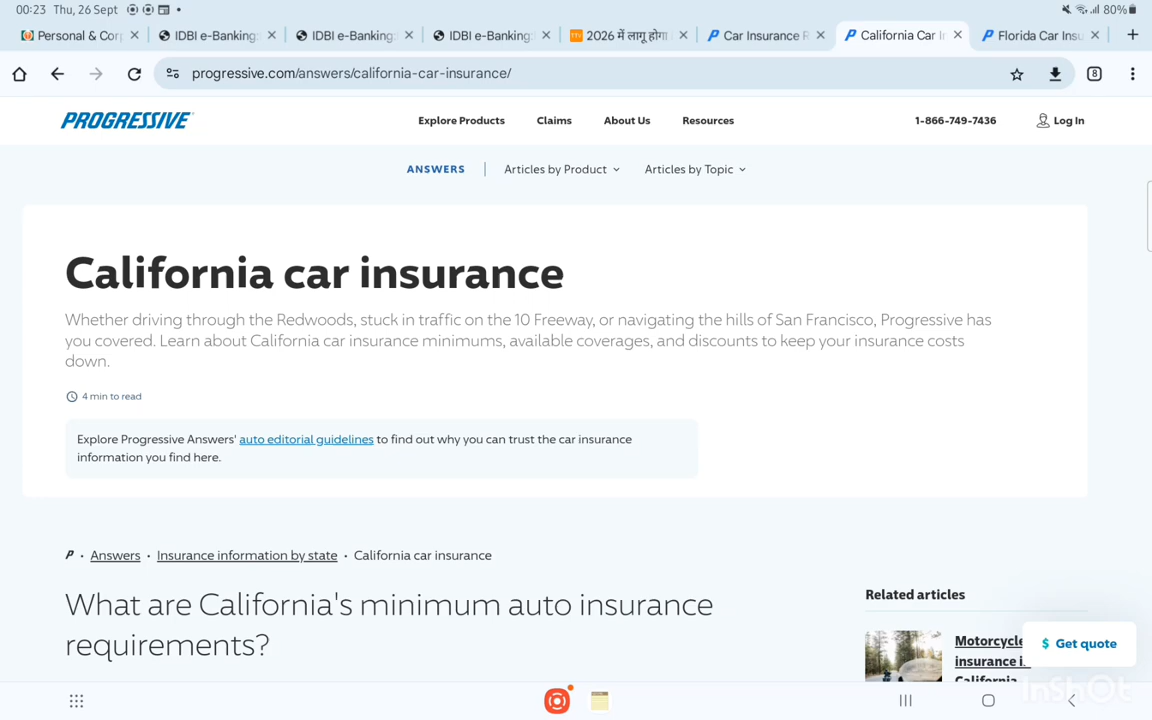 00:23 Thu, 26 Sept
80%
Personal & Corp
IDBI e-Banking:
IDBI e-Banking:
IDBI e-Banking:
2026 में लागू होगा
Car Insurance R
California Car In
Florida Car Insu
progressive.com/answers/california-car-insurance/
8
PROGRESSIVE
Explore Products
Claims
About Us
Resources
1-866-749-7436
Log In
ANSWERS
Articles by Product
Articles by Topic
California car insurance
Whether driving through the Redwoods, stuck in traffic on the 10 Freeway, or navigating the hills of San Francisco, Progressive has
you covered. Learn about California car insurance minimums, available coverages, and discounts to keep your insurance costs
down.
4 min to read
Explore Progressive Answers' auto editorial guidelines to find out why you can trust the car insurance
information you find here.
P · Answers · Insurance information by state · California car insurance
What are California's minimum auto insurance
requirements?
Related articles
Motorcycle
insurance i
California
$ Get quote
InShOt